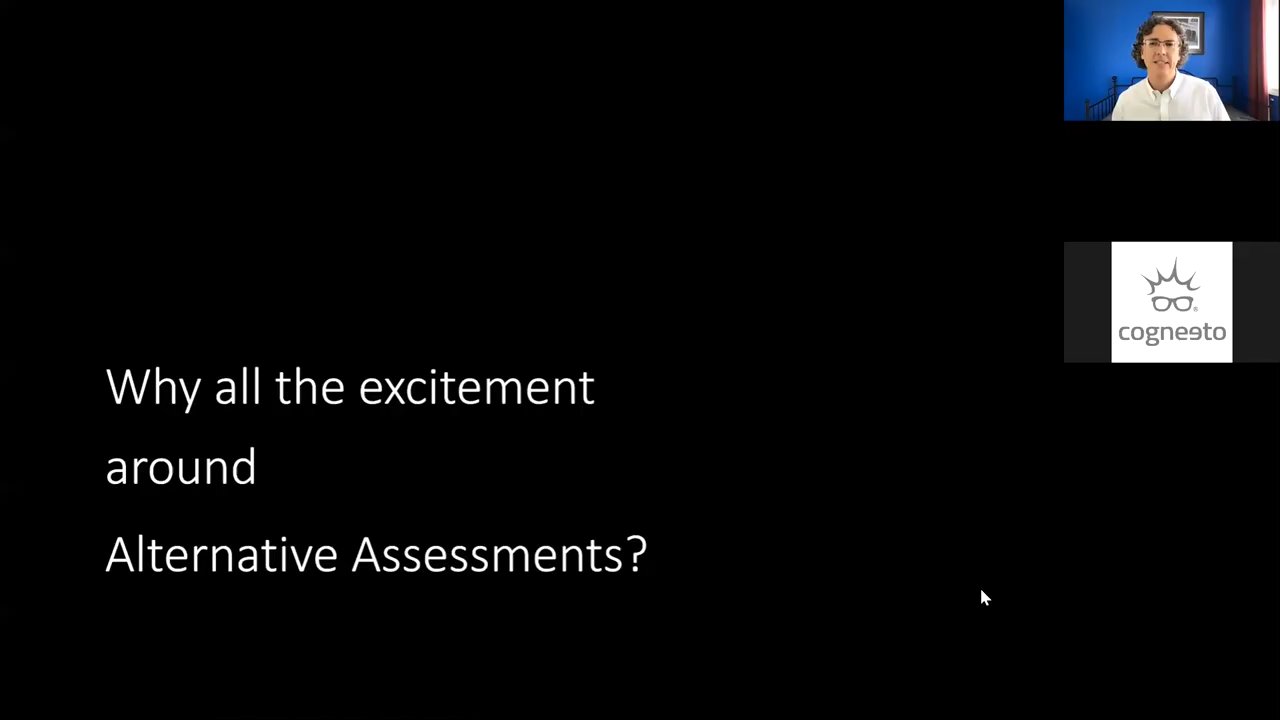 Why all the excitement
around
Alternative Assessments?
cogneeto